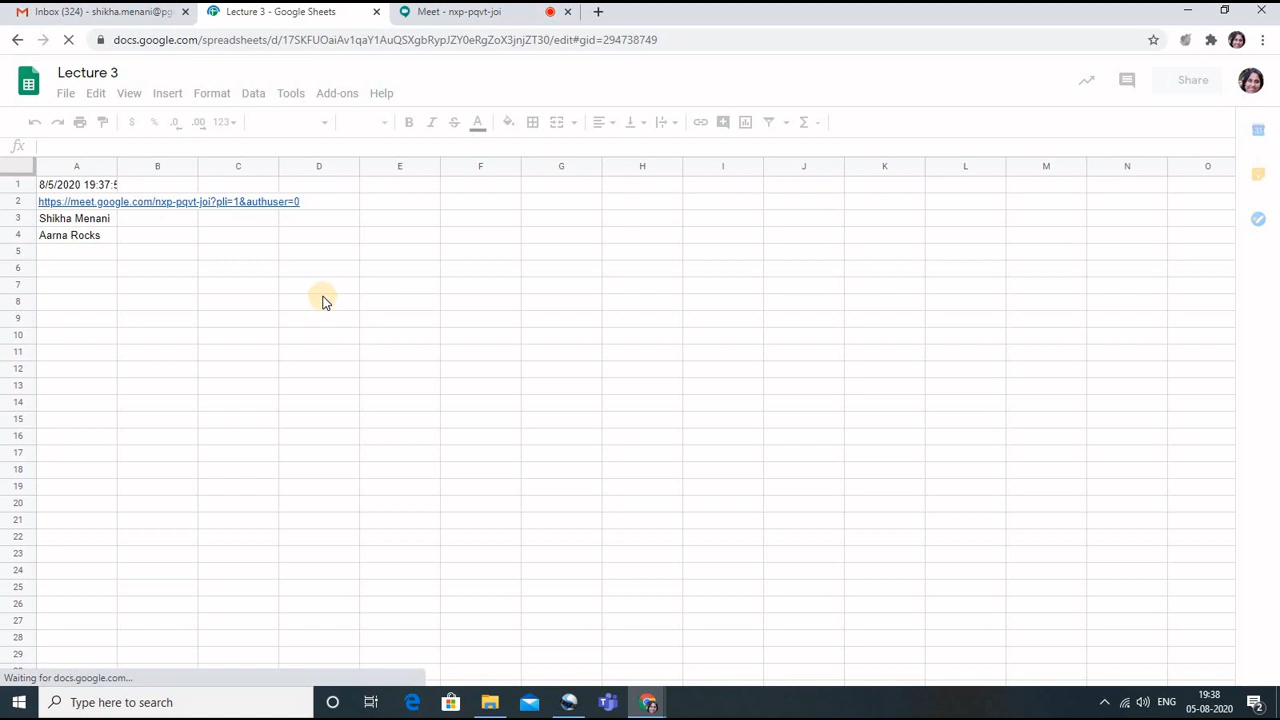 Inbox (324) - shikha.menani@pg
Lecture 3 - Google Sheets
Meet - nxp-pqvt-joi
docs.google.com/spreadsheets/d/17SKFUOaiAv1qaY1AuQSXgbRypJZY0eRgZoX3jnjZT30/edit#gid=294738749
Lecture 3
Share
File Edit View Insert Format Data Tools Add-ons Help
$ % .0 .00 123 B I S A Σ
fx
A B C D E F G H I J K L M N O
1 8/5/2020 19:37:5
2 https://meet.google.com/nxp-pqvt-joi?pli=1&authuser=0
3 Shikha Menani
4 Aarna Rocks
5
6
7
8
9
10
11
12
13
14
15
16
17
18
19
20
21
22
23
24
25
26
27
28
29
Waiting for docs.google.com...
Type here to search
ENG
19:38
05-08-2020
2